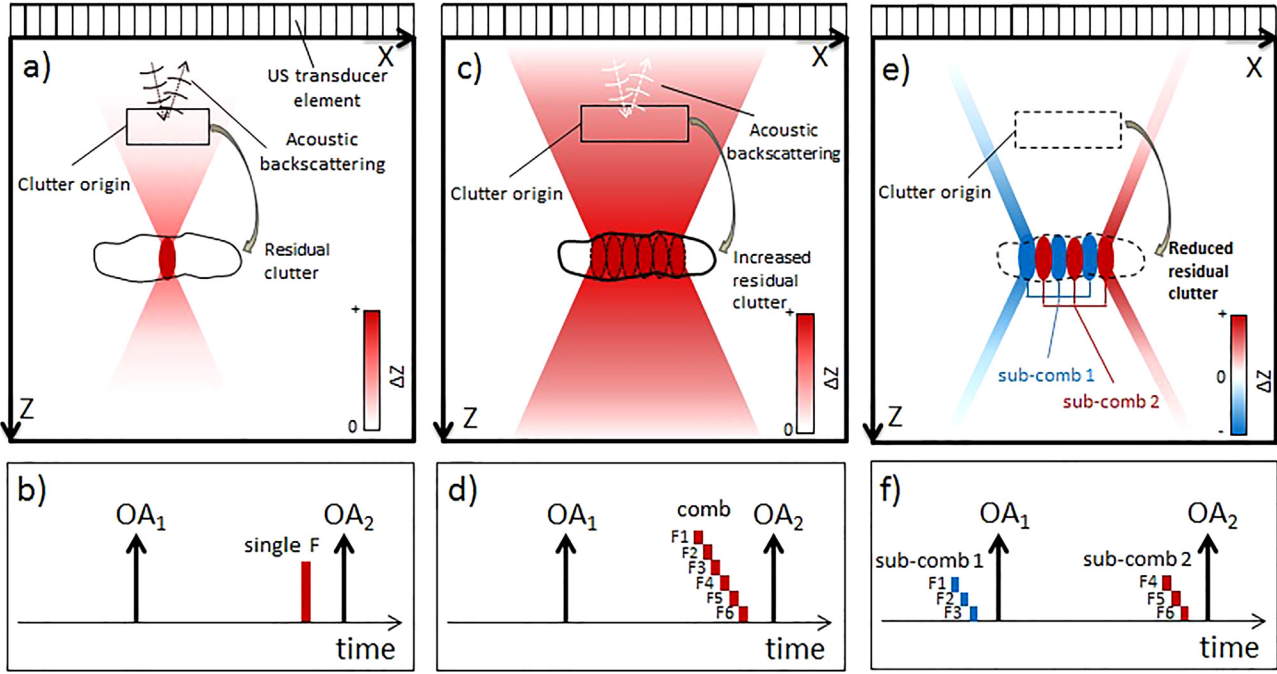 a)
X
US transducer
element
Acoustic
backscattering
Clutter origin
Residual
clutter
+
ΔZ
0
Z
c)
X
Acoustic
backscattering
Clutter origin
Increased
residual
clutter
+
ΔZ
0
Z
e)
X
Clutter origin
Reduced
residual
clutter
sub-comb 1
sub-comb 2
+
0
ΔZ
-
Z
b)
OA1
single F
OA2
time
d)
OA1
comb
OA2
F1
F2
F3
F4
F5
F6
time
f)
OA1
OA2
sub-comb 1
F1
F2
F3
sub-comb 2
F4
F5
F6
time